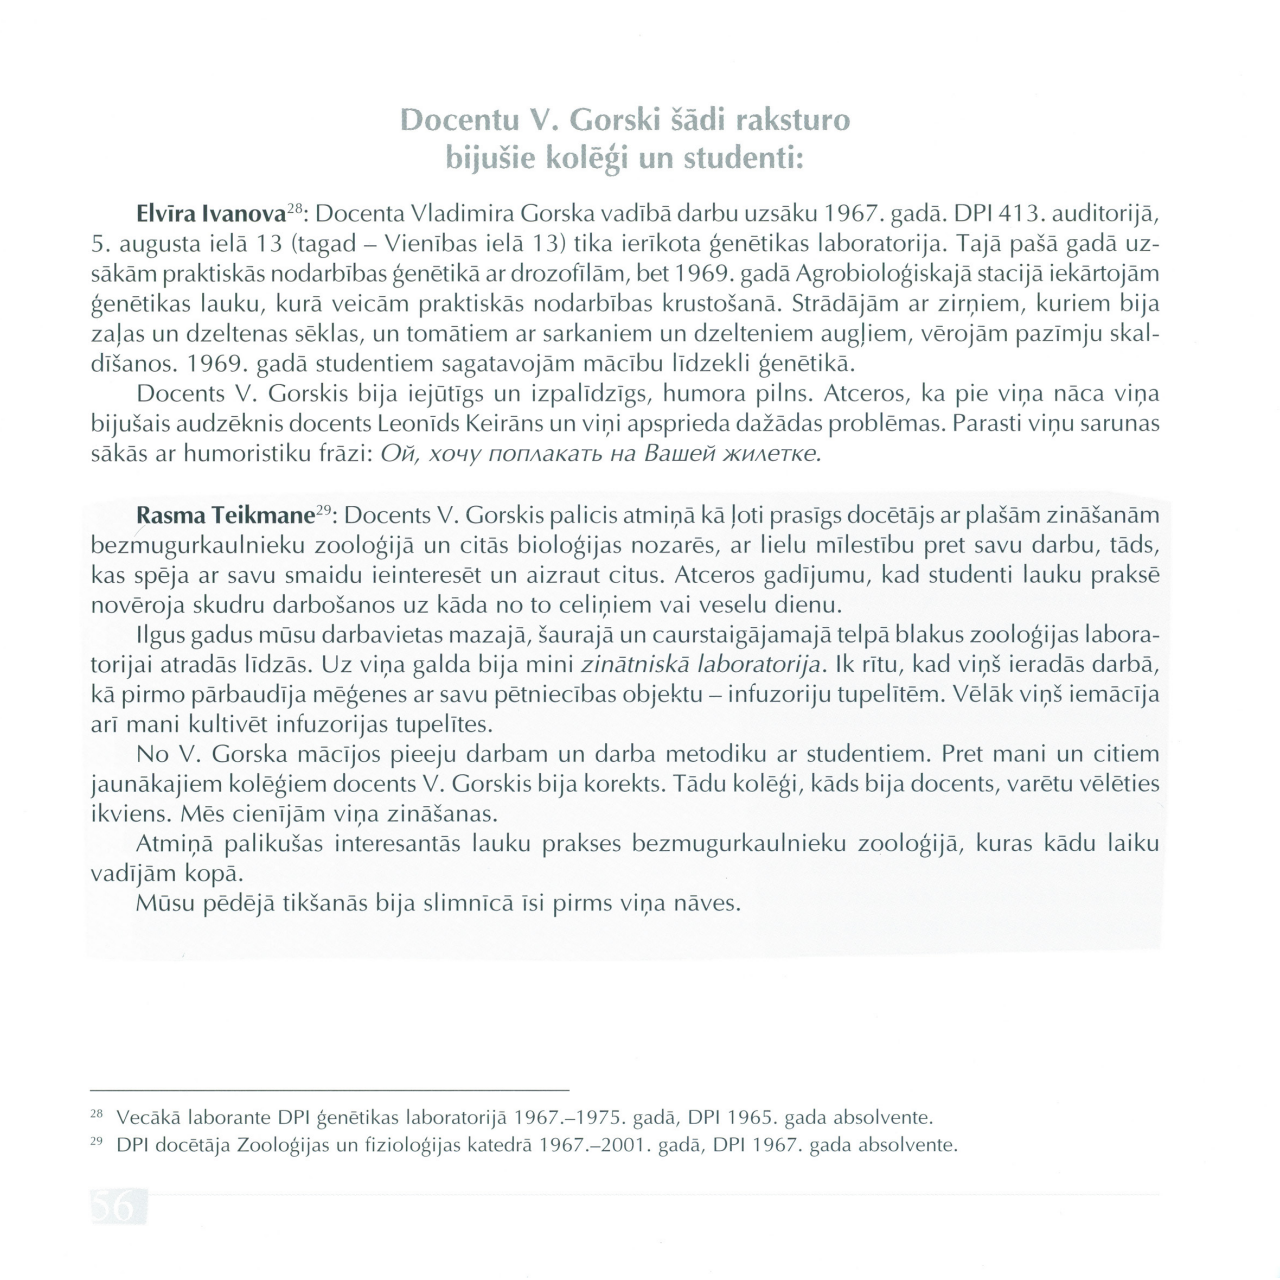 Docentu V. Gorski šādi raksturo
bijušie kolēģi un studenti:
Elvīra Ivanova28: Docenta Vladimira Gorska vadībā darbu uzsāku 1967. gadā. DPI 413. auditorijā,
5. augusta ielā 13 (tagad – Vienības ielā 13) tika ierīkota ģenētikas laboratorija. Tajā pašā gadā uz-
sākām praktiskās nodarbības ģenētikā ar drozofīlām, bet 1969. gadā Agrobioloģiskajā stacijā iekārtojām
ģenētikas lauku, kurā veicām praktiskās nodarbības krustošanā. Strādājām ar zirņiem, kuriem bija
zaļas un dzeltenas sēklas, un tomātiem ar sarkaniem un dzelteniem augļiem, vērojām pazīmju skal-
dīšanos. 1969. gadā studentiem sagatavojām mācību līdzekli ģenētikā.
Docents V. Gorskis bija iejūtīgs un izpalīdzīgs, humora pilns. Atceros, ka pie viņa nāca viņa
bijušais audzēknis docents Leonīds Keirāns un viņi apsprieda dažādas problēmas. Parasti viņu sarunas
sākās ar humoristiku frāzi: Ой, хочу поплакать на Вашей жилетке.
Rasma Teikmane29: Docents V. Gorskis palicis atmiņā kā ļoti prasīgs docētājs ar plašām zināšanām
bezmugurkaulnieku zooloģijā un citās bioloģijas nozarēs, ar lielu mīlestību pret savu darbu, tāds,
kas spēja ar savu smaidu ieinteresēt un aizraut citus. Atceros gadījumu, kad studenti lauku praksē
novēroja skudru darbošanos uz kāda no to celiņiem vai veselu dienu.
Ilgus gadus mūsu darbavietas mazajā, šaurajā un caurstaigājamajā telpā blakus zooloģijas labora-
torijai atradās līdzās. Uz viņa galda bija mini zinātniskā laboratorija. Ik rītu, kad viņš ieradās darbā,
kā pirmo pārbaudīja mēģenes ar savu pētniecības objektu – infuzoriju tupelītēm. Vēlāk viņš iemācīja
arī mani kultivēt infuzorijas tupelītes.
No V. Gorska mācījos pieeju darbam un darba metodiku ar studentiem. Pret mani un citiem
jaunākajiem kolēģiem docents V. Gorskis bija korekts. Tādu kolēģi, kāds bija docents, varētu vēlēties
ikviens. Mēs cienījām viņa zināšanas.
Atmiņā palikušas interesantās lauku prakses bezmugurkaulnieku zooloģijā, kuras kādu laiku
vadījām kopā.
Mūsu pēdējā tikšanās bija slimnīcā īsi pirms viņa nāves.
28 Vecākā laborante DPI ģenētikas laboratorijā 1967.–1975. gadā, DPI 1965. gada absolvente.
29 DPI docētāja Zooloģijas un fizioloģijas katedrā 1967.–2001. gadā, DPI 1967. gada absolvente.
56